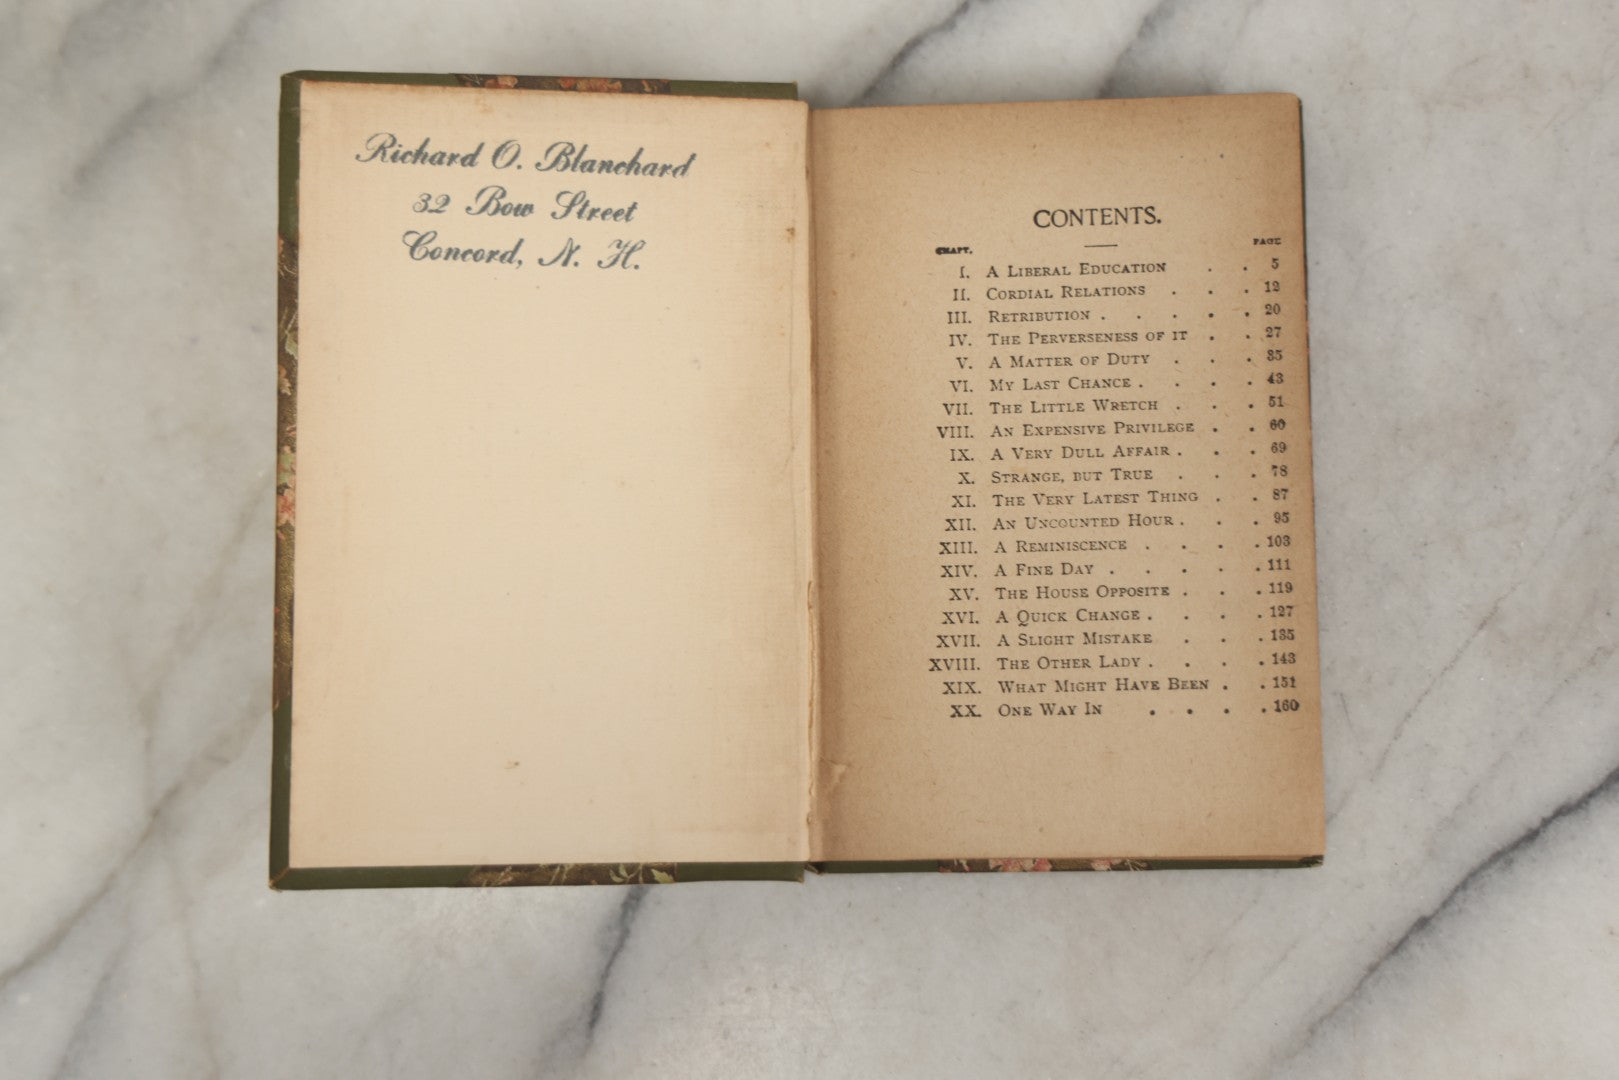 Richard O. Blanchard
32 Bow Street
Concord, N. H.
CONTENTS.
CHAPT. PAGE
I. A LIBERAL EDUCATION . . 5
II. CORDIAL RELATIONS . . . 12
III. RETRIBUTION . . . . . 20
IV. THE PERVERSENESS OF IT . . 27
V. A MATTER OF DUTY . . . 35
VI. MY LAST CHANCE . . . . 43
VII. THE LITTLE WRETCH . . . 51
VIII. AN EXPENSIVE PRIVILEGE . . 60
IX. A VERY DULL AFFAIR . . . 69
X. STRANGE, BUT TRUE . . . 78
XI. THE VERY LATEST THING . . 87
XII. AN UNCOUNTED HOUR . . . 95
XIII. A REMINISCENCE . . . . 103
XIV. A FINE DAY . . . . . 111
XV. THE HOUSE OPPOSITE . . . 119
XVI. A QUICK CHANGE . . . . 127
XVII. A SLIGHT MISTAKE . . . 135
XVIII. THE OTHER LADY . . . . 143
XIX. WHAT MIGHT HAVE BEEN . . 151
XX. ONE WAY IN . . . . 160